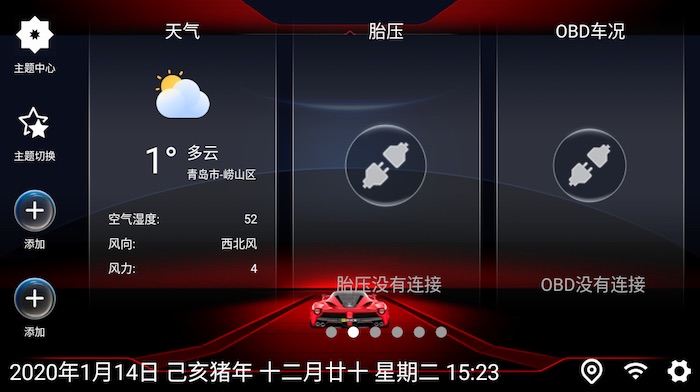 主题中心
主题切换
添加
添加
天气
1° 多云
青岛市-崂山区
空气湿度: 52
风向: 西北风
风力: 4
胎压
胎压没有连接
OBD车况
OBD没有连接
2020年1月14日 己亥猪年 十二月廿十 星期二 15:23